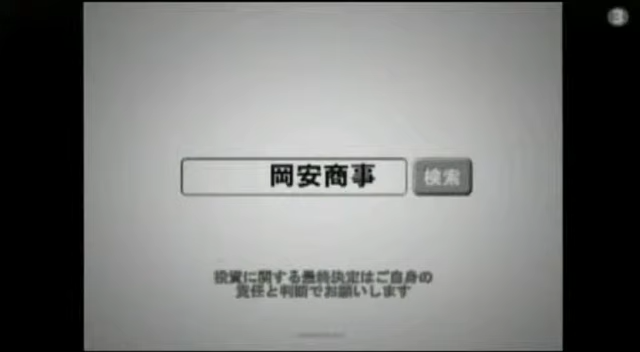 岡安商事
検索
投資に関する最終決定はご自身の
責任と判断でお願いします